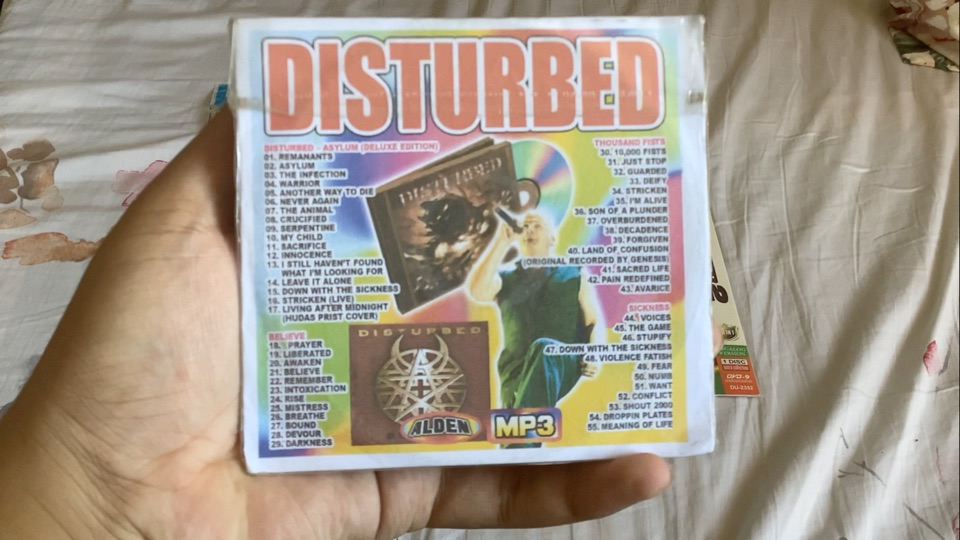 DISTURBED
DISTURBED - ASYLUM (DELUXE EDITION)
01. REMANANTS
02. ASYLUM
03. THE INFECTION
04. WARRIOR
05. ANOTHER WAY TO DIE
06. NEVER AGAIN
07. THE ANIMAL
08. CRUCIFIED
09. SERPENTINE
10. MY CHILD
11. SACRIFICE
12. INNOCENCE
13. I STILL HAVEN'T FOUND
WHAT I'M LOOKING FOR
14. LEAVE IT ALONE
15. DOWN WITH THE SICKNESS
16. STRICKEN (LIVE)
17. LIVING AFTER MIDNIGHT
(HUDAS PRIST COVER)
BELIEVE
18. PRAYER
19. LIBERATED
20. AWAKEN
21. BELIEVE
22. REMEMBER
23. INTOXICATION
24. RISE
25. MISTRESS
26. BREATHE
27. BOUND
28. DEVOUR
29. DARKNESS
DISTURBED
DISTURBED
ALDEN
MP3
THOUSAND FISTS
30. 10,000 FISTS
31. JUST STOP
32. GUARDED
33. DEIFY
34. STRICKEN
35. I'M ALIVE
36. SON OF A PLUNDER
37. OVERBURDENED
38. DECADENCE
39. FORGIVEN
40. LAND OF CONFUSION
(ORIGINAL RECORDED BY GENESIS)
41. SACRED LIFE
42. PAIN REDEFINED
43. AVARICE
SICKNESS
44. VOICES
45. THE GAME
46. STUPIFY
47. DOWN WITH THE SICKNESS
48. VIOLENCE FATISH
49. FEAR
50. NUMB
51. WANT
52. CONFLICT
53. SHOUT 2000
54. DROPPIN PLATES
55. MEANING OF LIFE
1 DISC
DVD-9